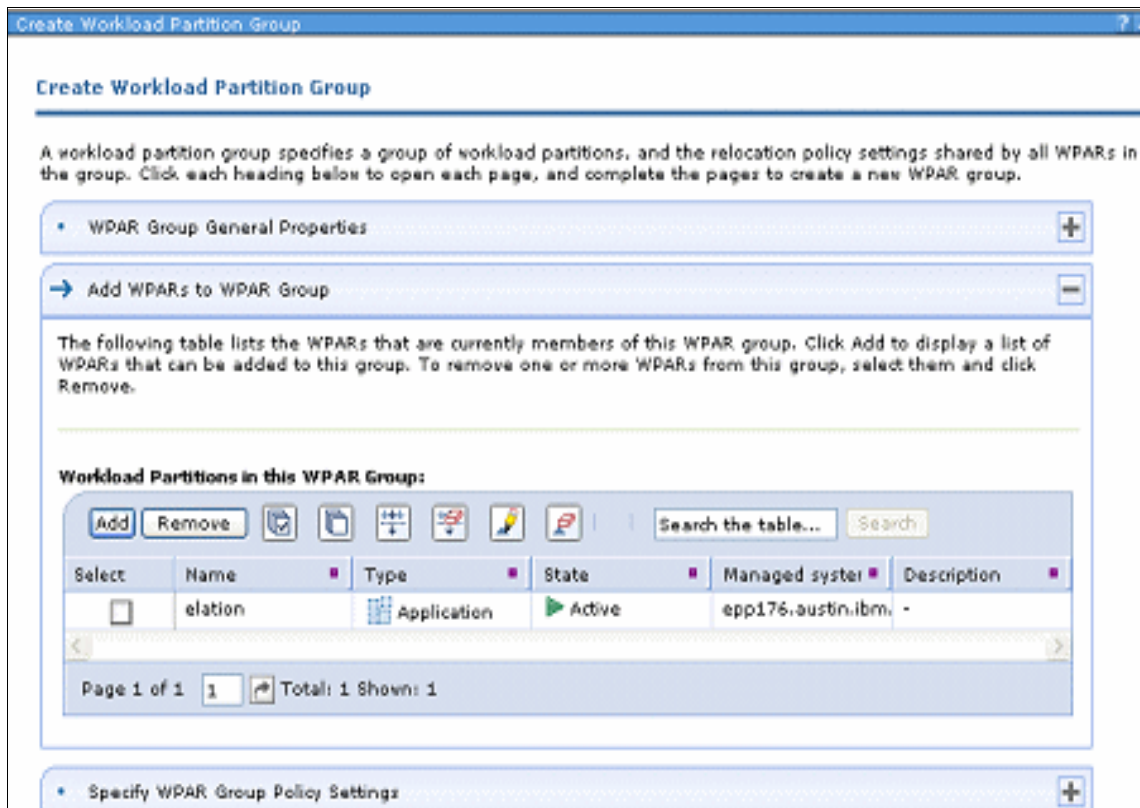 Create Workload Partition Group
?
Create Workload Partition Group
A workload partition group specifies a group of workload partitions, and the relocation policy settings shared by all WPARs in
the group. Click each heading below to open each page, and complete the pages to create a new WPAR group.
WPAR Group General Properties
Add WPARs to WPAR Group
The following table lists the WPARs that are currently members of this WPAR group. Click Add to display a list of
WPARs that can be added to this group. To remove one or more WPARs from this group, select them and click
Remove.
Workload Partitions in this WPAR Group:
Add Remove Search the table... Search
Select Name Type State Managed system Description
elation Application Active epp176.austin.ibm. -
Page 1 of 1 1 Total: 1 Shown: 1
Specify WPAR Group Policy Settings